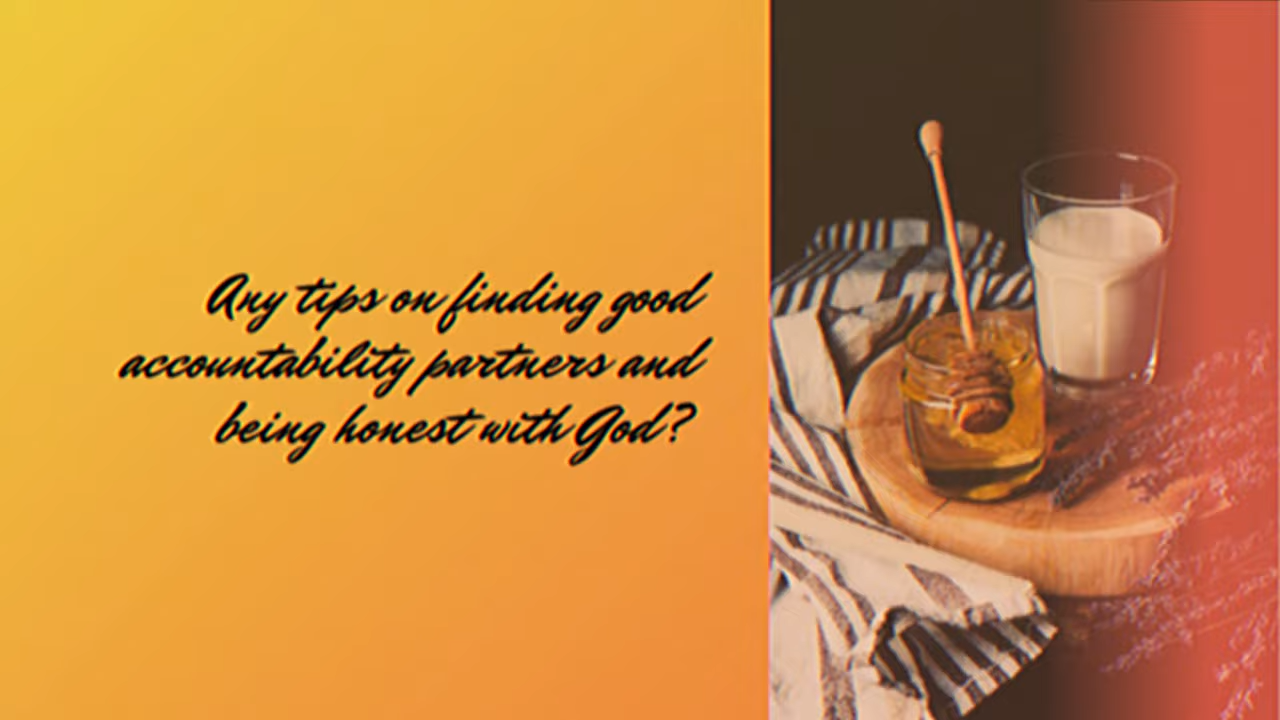 Any tips on finding good
accountability partners and
being honest with God?